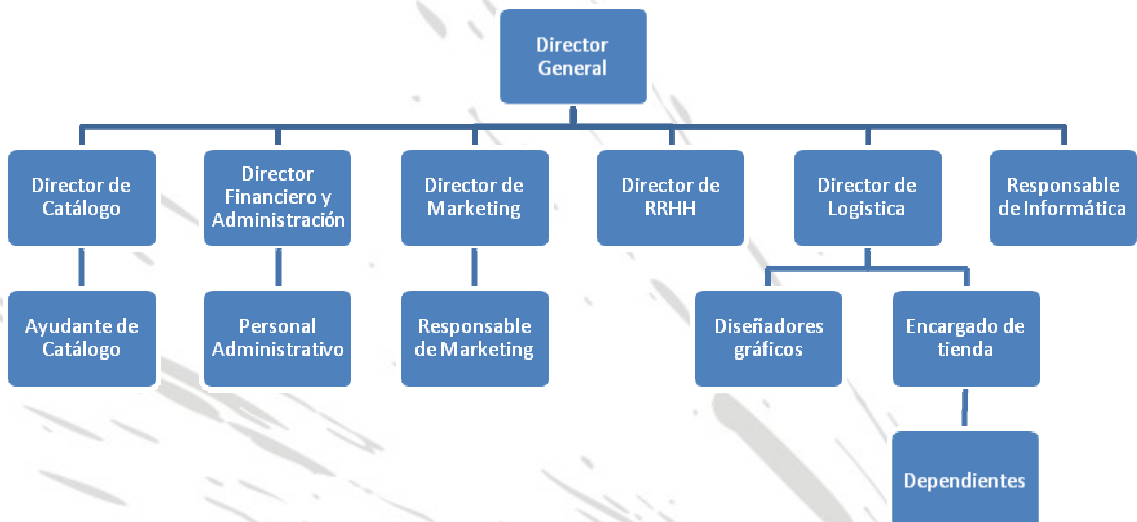 Director
General
Director de
Catálogo
Director
Financiero y
Administración
Director de
Marketing
Director de
RRHH
Director de
Logistica
Responsable
de Informática
Ayudante de
Catálogo
Personal
Administrativo
Responsable
de Marketing
Diseñadores
gráficos
Encargado de
tienda
Dependientes